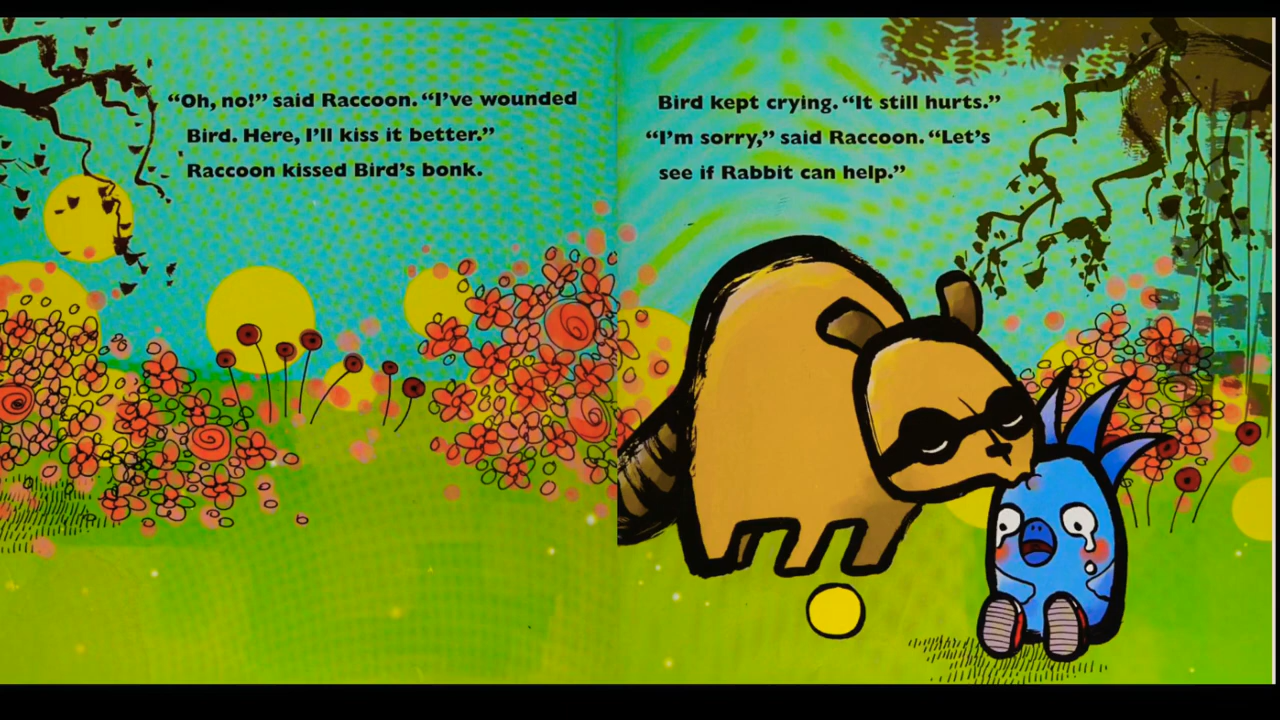 “Oh, no!” said Raccoon. “I’ve wounded
Bird. Here, I’ll kiss it better.”
Raccoon kissed Bird’s bonk.
Bird kept crying. “It still hurts.”
“I’m sorry,” said Raccoon. “Let’s
see if Rabbit can help.”